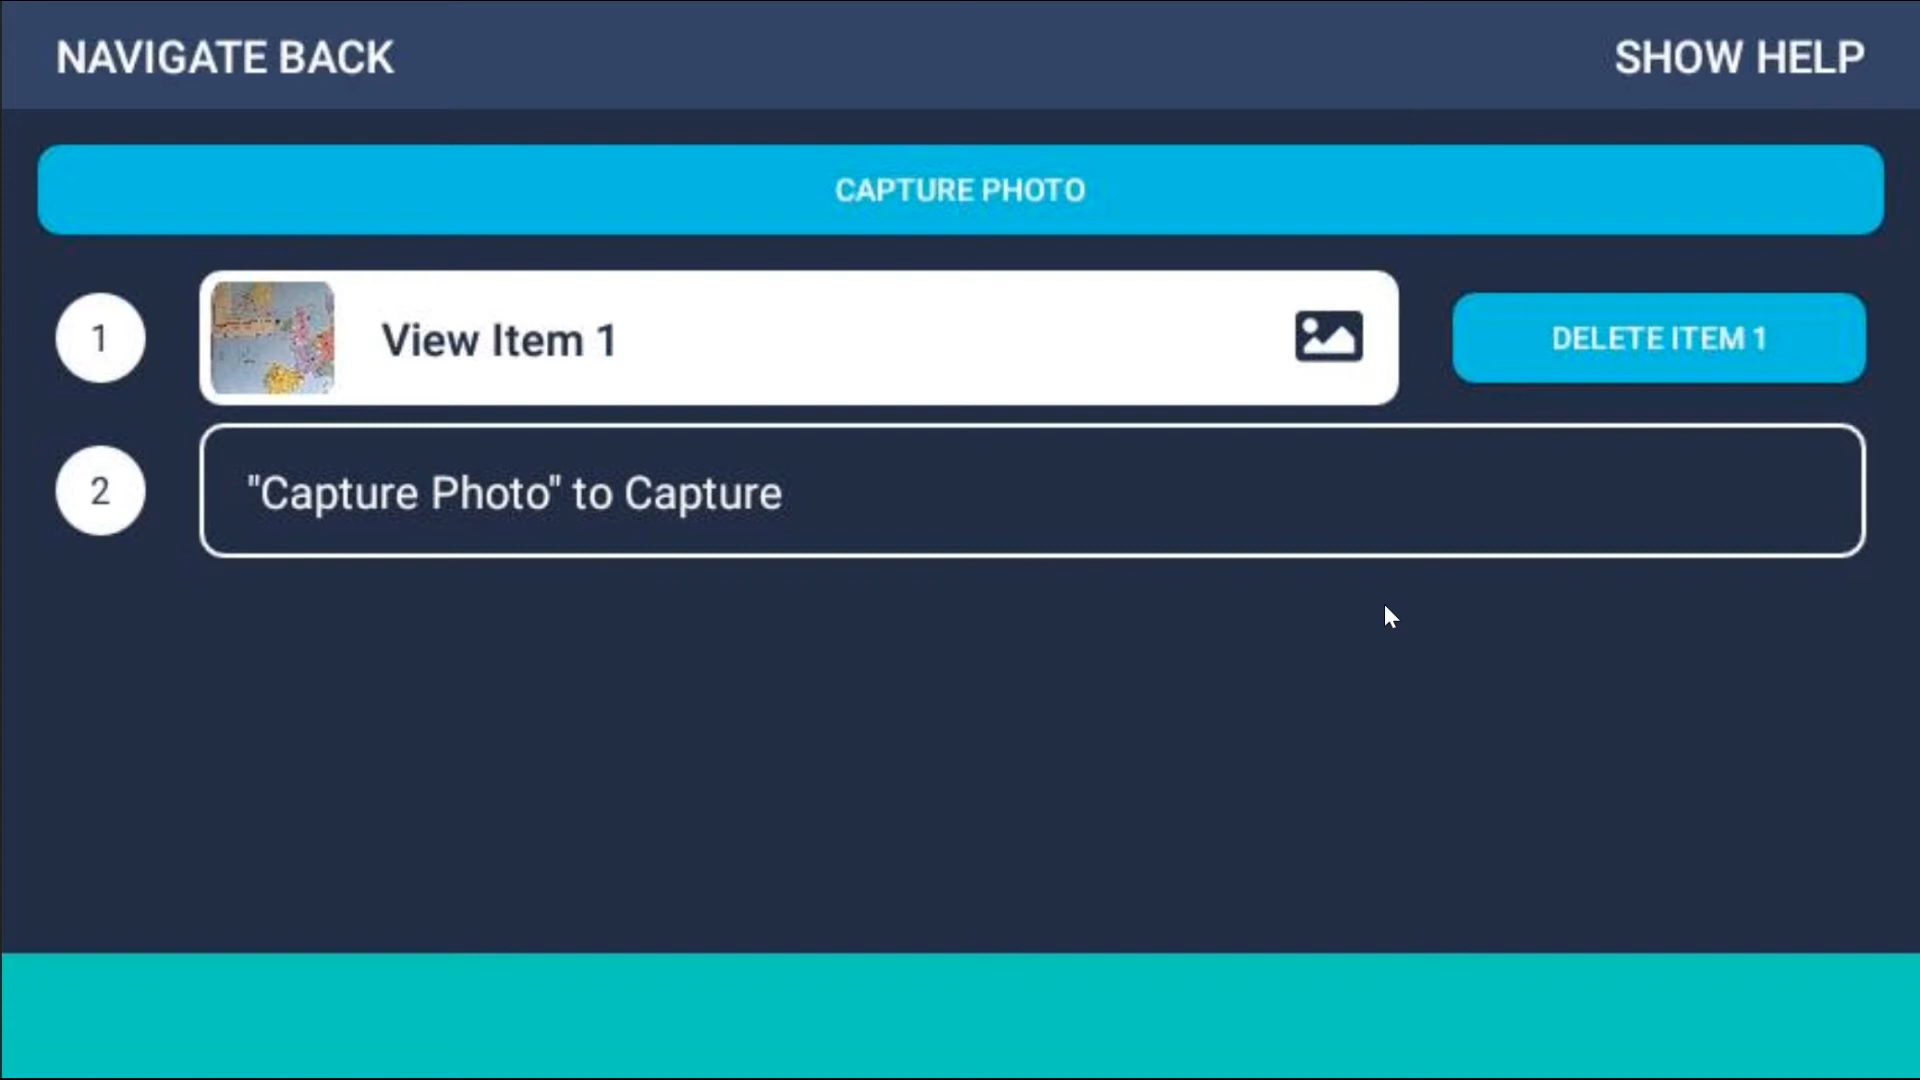 NAVIGATE BACK
SHOW HELP
CAPTURE PHOTO
1
View Item 1
DELETE ITEM 1
2
"Capture Photo" to Capture